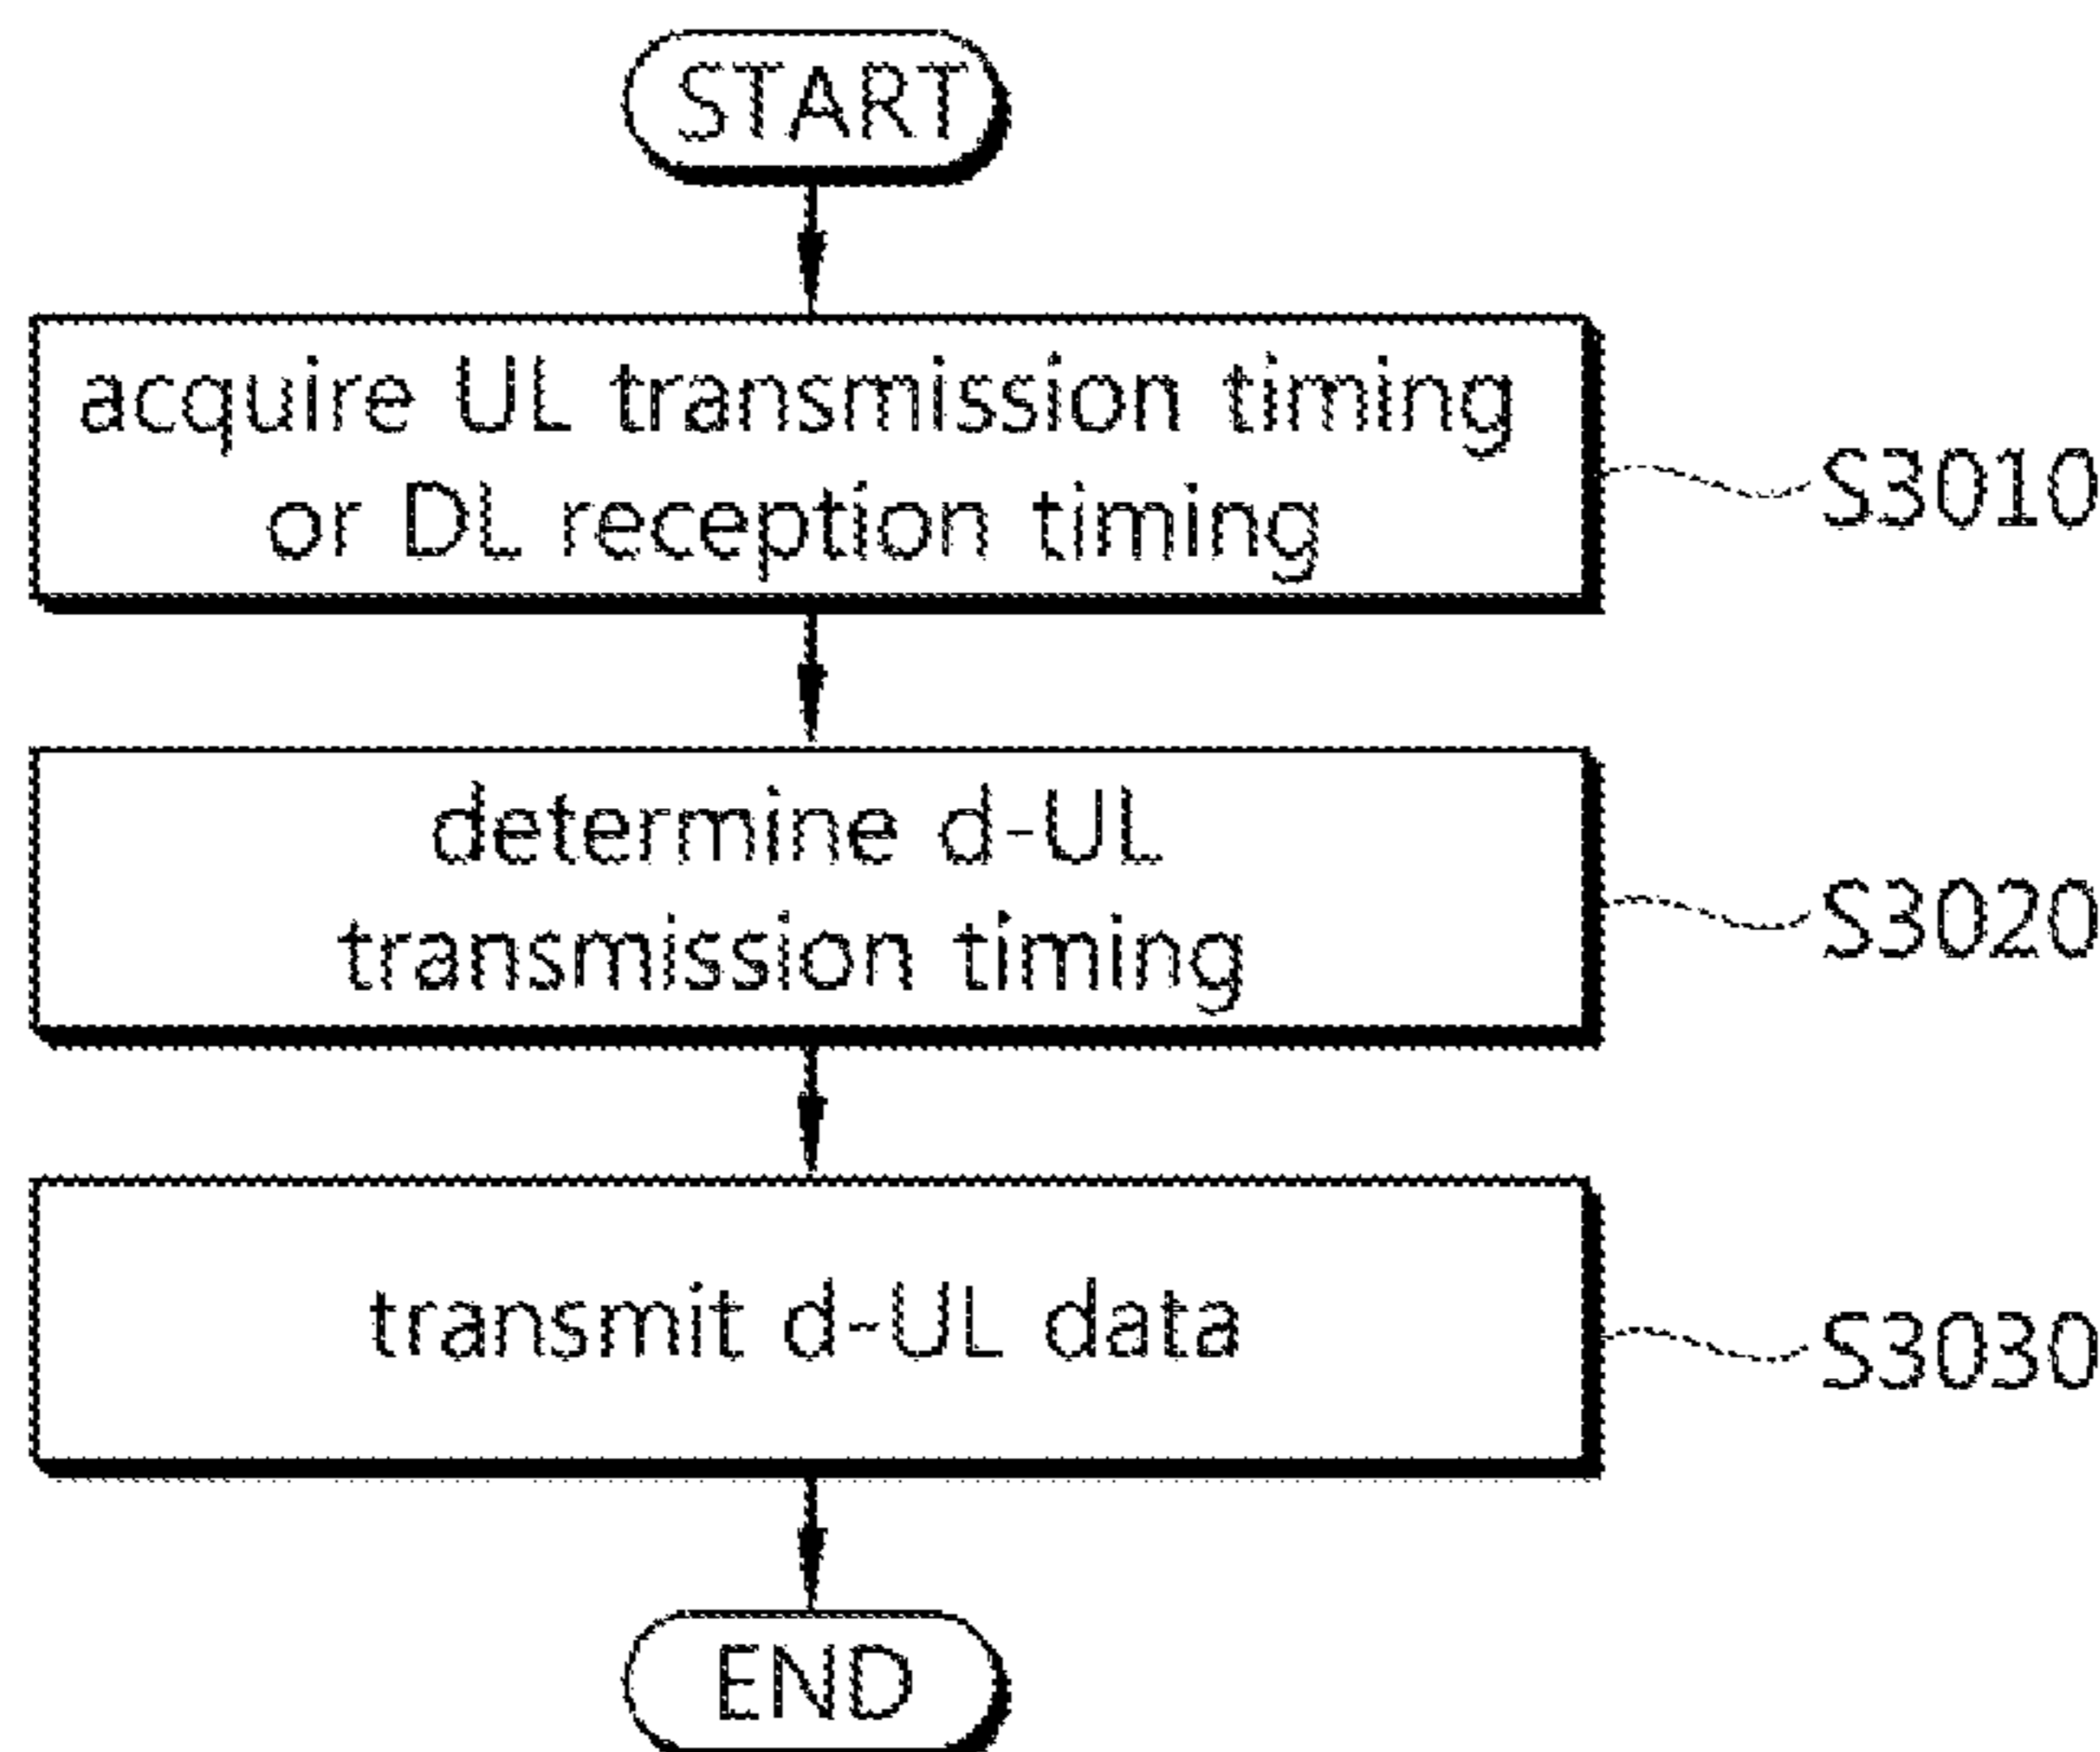 START
acquire UL transmission timing
or DL reception timing
S3010
determine d-UL
transmission timing
S3020
transmit d-UL data
S3030
END